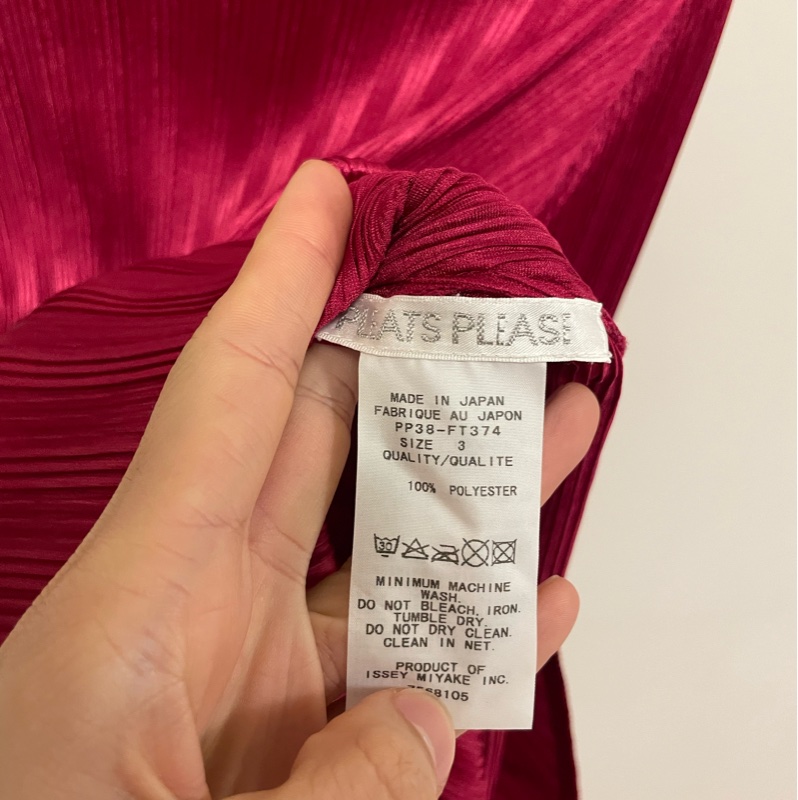 PLEATS PLEASE
MADE IN JAPAN
FABRIQUE AU JAPON
PP38-FT374
SIZE 3
QUALITY/QUALITE
100% POLYESTER
30
MINIMUM MACHINE
WASH.
DO NOT BLEACH, IRON.
TUMBLE DRY.
DO NOT DRY CLEAN.
CLEAN IN NET.
PRODUCT OF
ISSEY MIYAKE INC.